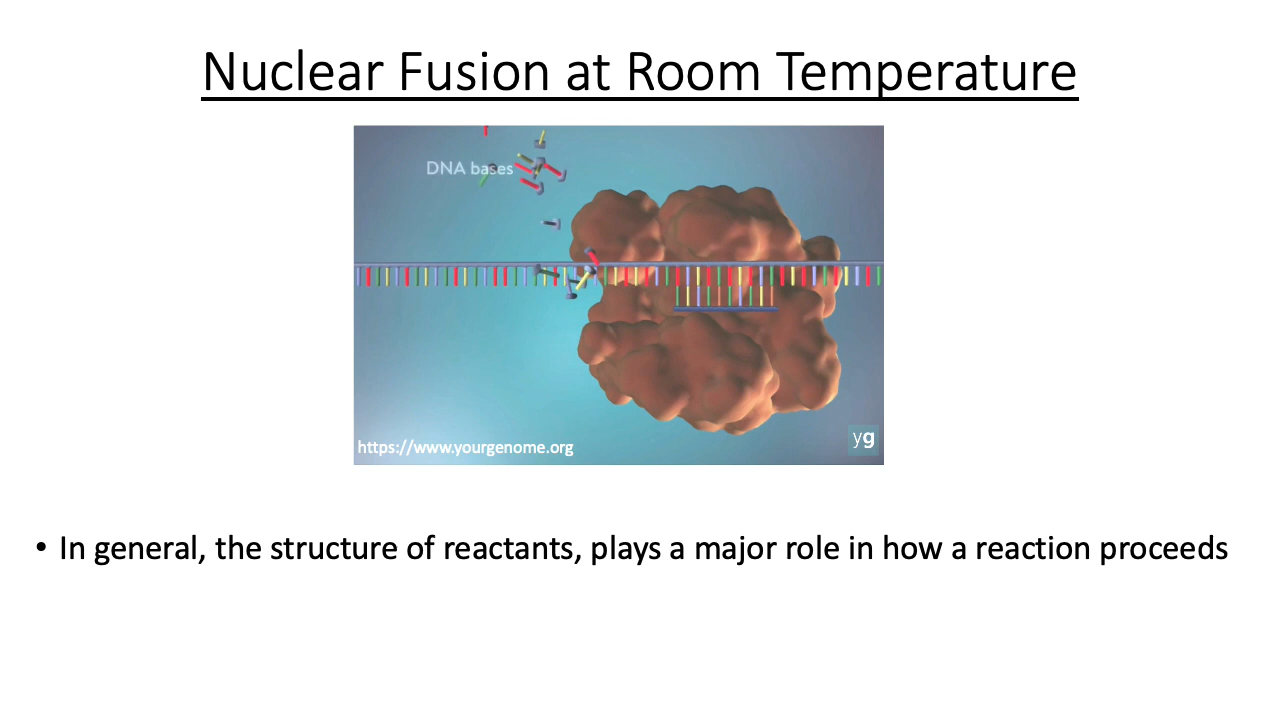 Nuclear Fusion at Room Temperature
DNA bases
https://www.yourgenome.org
yg
• In general, the structure of reactants, plays a major role in how a reaction proceeds